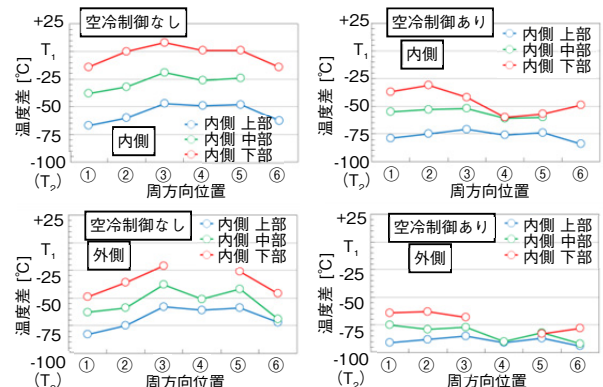 +25
空冷制御なし
T₁
-25
-50
-75
-100
(T₂)
温度差 [℃]
内側
内側 上部
内側 中部
内側 下部
① ② ③ ④ ⑤ ⑥
周方向位置
+25
空冷制御あり
内側
T₁
-25
-50
-75
-100
(T₂)
温度差 [℃]
内側 上部
内側 中部
内側 下部
① ② ③ ④ ⑤ ⑥
周方向位置
+25
空冷制御なし
外側
T₁
-25
-50
-75
-100
(T₂)
温度差 [℃]
内側 上部
内側 中部
内側 下部
① ② ③ ④ ⑤ ⑥
周方向位置
+25
空冷制御あり
外側
T₁
-25
-50
-75
-100
(T₂)
温度差 [℃]
内側 上部
内側 中部
内側 下部
① ② ③ ④ ⑤ ⑥
周方向位置